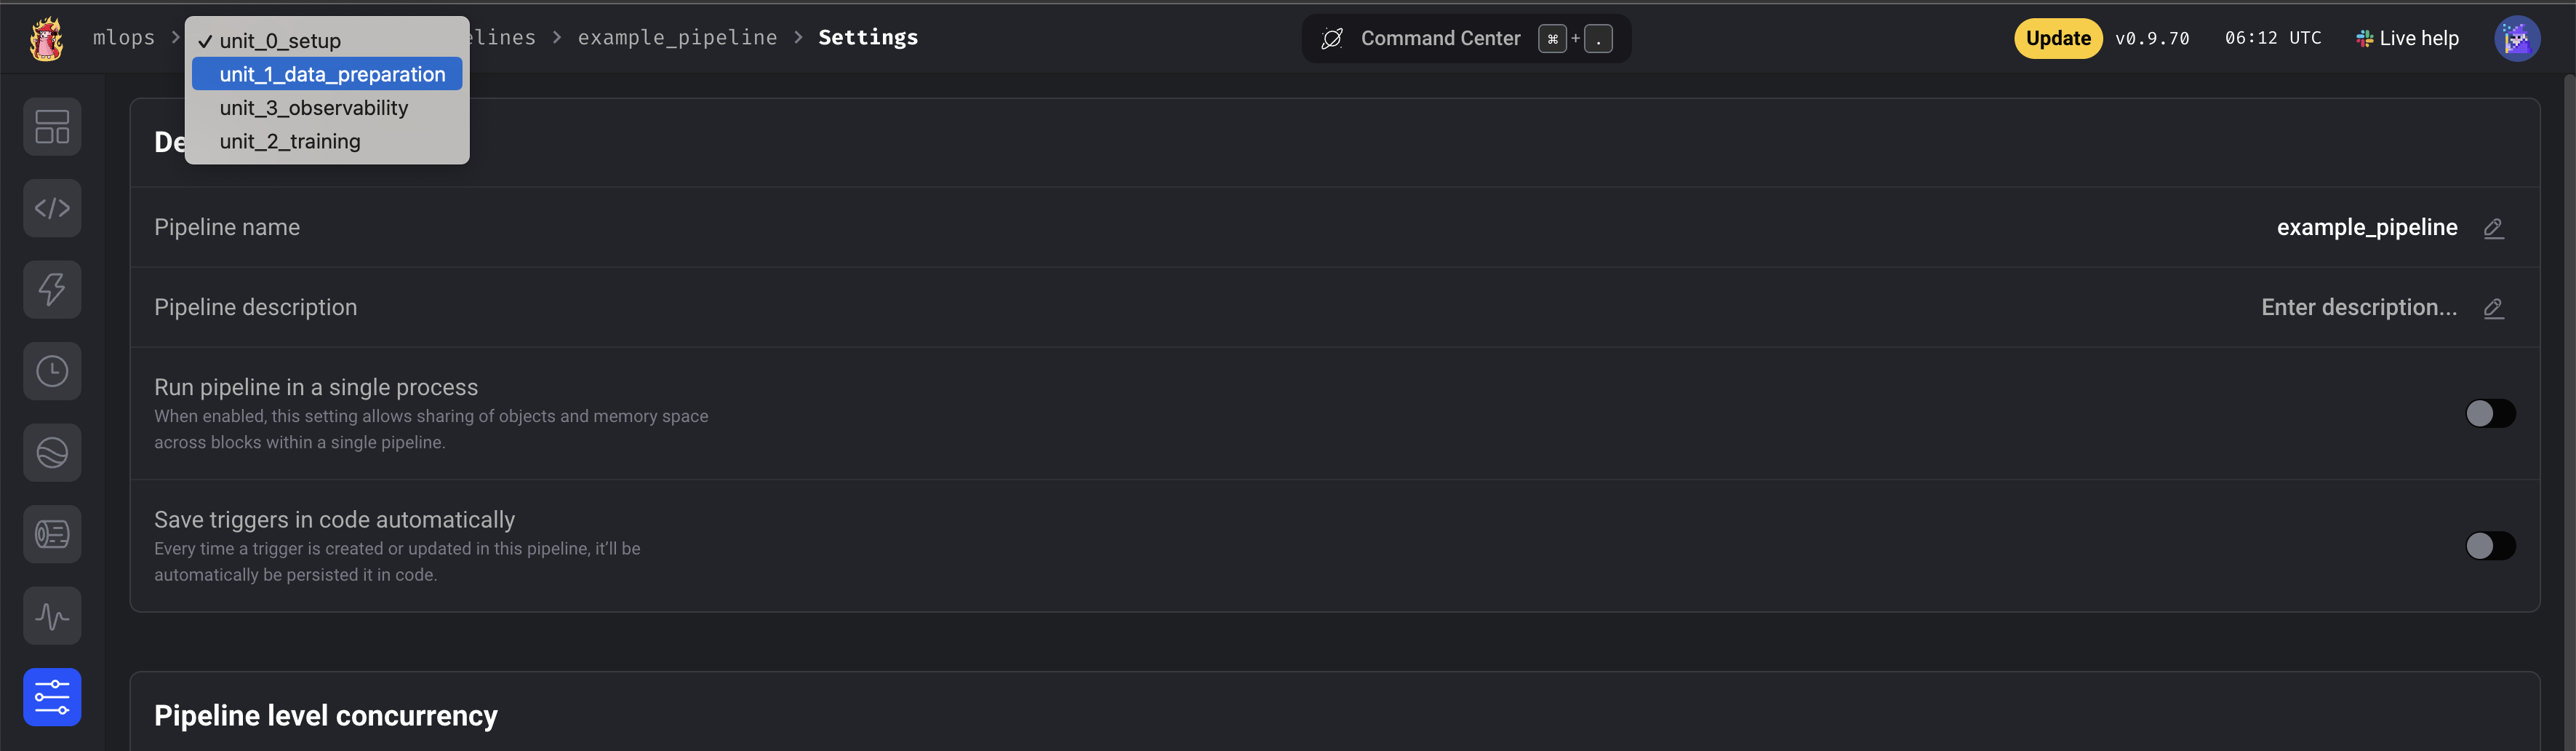 mlops > elines > example_pipeline > Settings
✓ unit_0_setup
unit_1_data_preparation
unit_3_observability
unit_2_training
Command Center ⌘ + .
Update v0.9.70 06:12 UTC Live help
De
Pipeline name
example_pipeline
Pipeline description
Enter description...
Run pipeline in a single process
When enabled, this setting allows sharing of objects and memory space
across blocks within a single pipeline.
Save triggers in code automatically
Every time a trigger is created or updated in this pipeline, it’ll be
automatically be persisted it in code.
Pipeline level concurrency